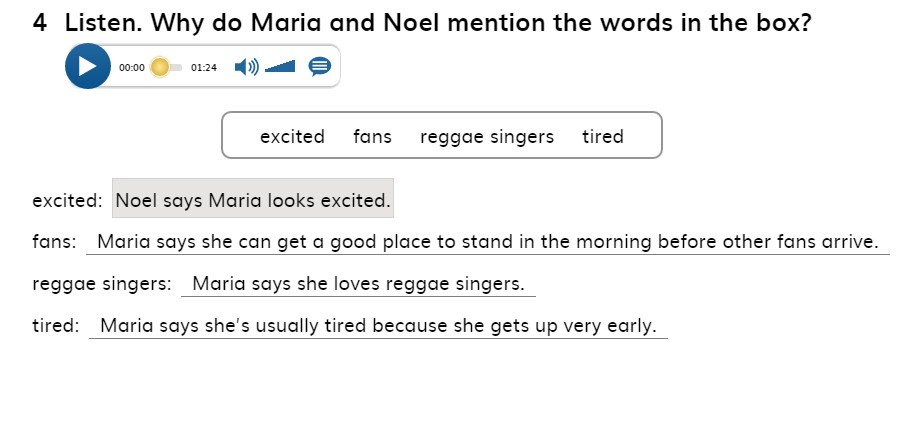 4 Listen. Why do Maria and Noel mention the words in the box?
00:00 01:24
excited fans reggae singers tired
excited: Noel says Maria looks excited.
fans: Maria says she can get a good place to stand in the morning before other fans arrive.
reggae singers: Maria says she loves reggae singers.
tired: Maria says she's usually tired because she gets up very early.